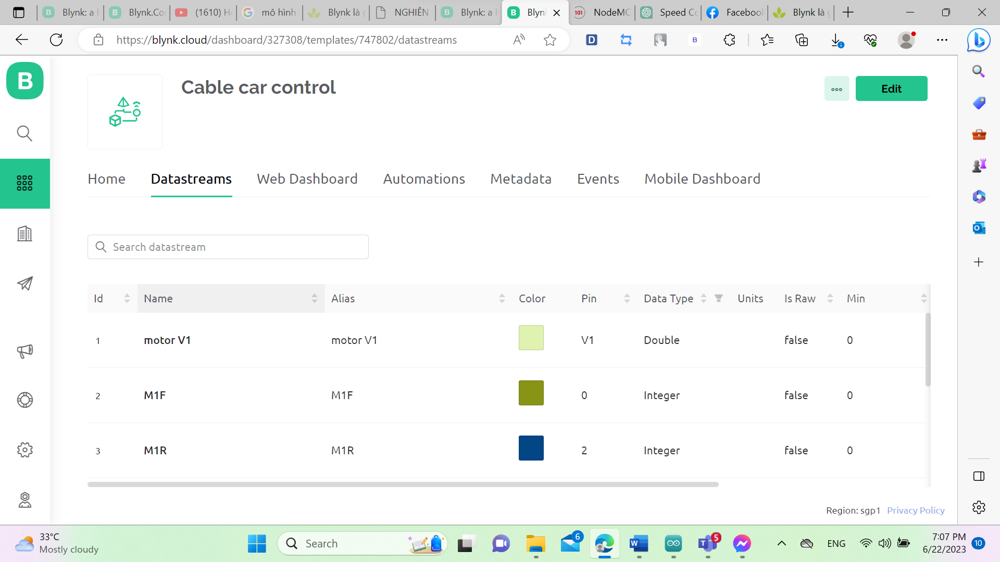 Blynk: a l
Blynk.Con
(1610) Ho
mô hình
Blynk là g
NGHIÊN
Blynk: a l
Blyn
NodeMC
Speed Co
Facebook
Blynk là g
https://blynk.cloud/dashboard/327308/templates/747802/datastreams
B
Cable car control
Edit
Home Datastreams Web Dashboard Automations Metadata Events Mobile Dashboard
Search datastream
Id Name Alias Color Pin Data Type Units Is Raw Min
1 motor V1 motor V1 V1 Double false 0
2 M1F M1F 0 Integer false 0
3 M1R M1R 2 Integer false 0
Region: sgp1 Privacy Policy
33°C
Mostly cloudy
Search
6
5
ENG
7:07 PM
6/22/2023
10